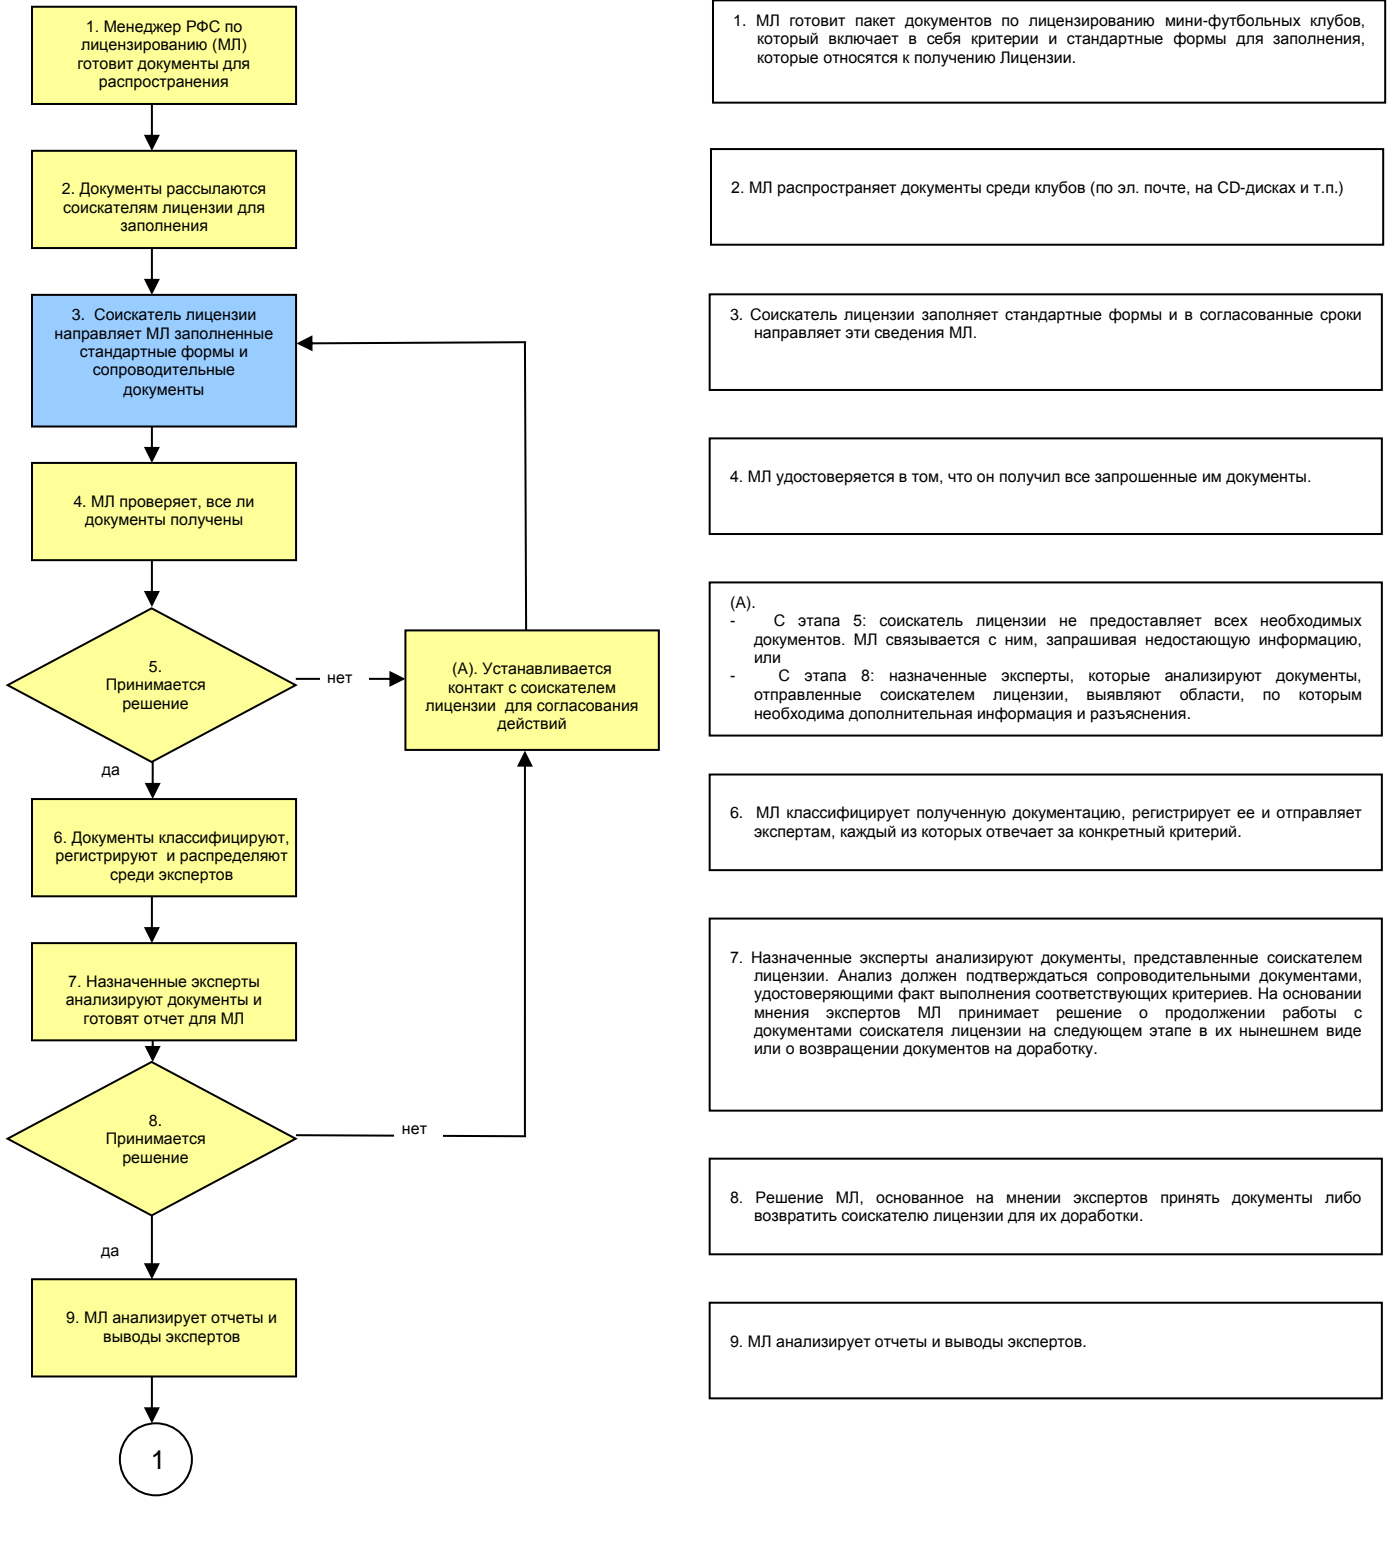 1. Менеджер РФС по
лицензированию (МЛ)
готовит документы для
распространения
1. МЛ готовит пакет документов по лицензированию мини-футбольных клубов,
который включает в себя критерии и стандартные формы для заполнения,
которые относятся к получению Лицензии.
2. Документы рассылаются
соискателям лицензии для
заполнения
2. МЛ распространяет документы среди клубов (по эл. почте, на CD-дисках и т.п.)
3. Соискатель лицензии
направляет МЛ заполненные
стандартные формы и
сопроводительные
документы
3. Соискатель лицензии заполняет стандартные формы и в согласованные сроки
направляет эти сведения МЛ.
4. МЛ проверяет, все ли
документы получены
4. МЛ удостоверяется в том, что он получил все запрошенные им документы.
5.
Принимается
решение
нет
да
(А). Устанавливается
контакт с соискателем
лицензии для согласования
действий
(А).
- С этапа 5: соискатель лицензии не предоставляет всех необходимых
документов. МЛ связывается с ним, запрашивая недостающую информацию,
или
- С этапа 8: назначенные эксперты, которые анализируют документы,
отправленные соискателем лицензии, выявляют области, по которым
необходима дополнительная информация и разъяснения.
6. Документы классифицируют,
регистрируют и распределяют
среди экспертов
6. МЛ классифицирует полученную документацию, регистрирует ее и отправляет
экспертам, каждый из которых отвечает за конкретный критерий.
7. Назначенные эксперты
анализируют документы и
готовят отчет для МЛ
7. Назначенные эксперты анализируют документы, представленные соискателем
лицензии. Анализ должен подтверждаться сопроводительными документами,
удостоверяющими факт выполнения соответствующих критериев. На основании
мнения экспертов МЛ принимает решение о продолжении работы с
документами соискателя лицензии на следующем этапе в их нынешнем виде
или о возвращении документов на доработку.
8.
Принимается
решение
нет
да
8. Решение МЛ, основанное на мнении экспертов принять документы либо
возвратить соискателю лицензии для их доработки.
9. МЛ анализирует отчеты и
выводы экспертов
9. МЛ анализирует отчеты и выводы экспертов.
1